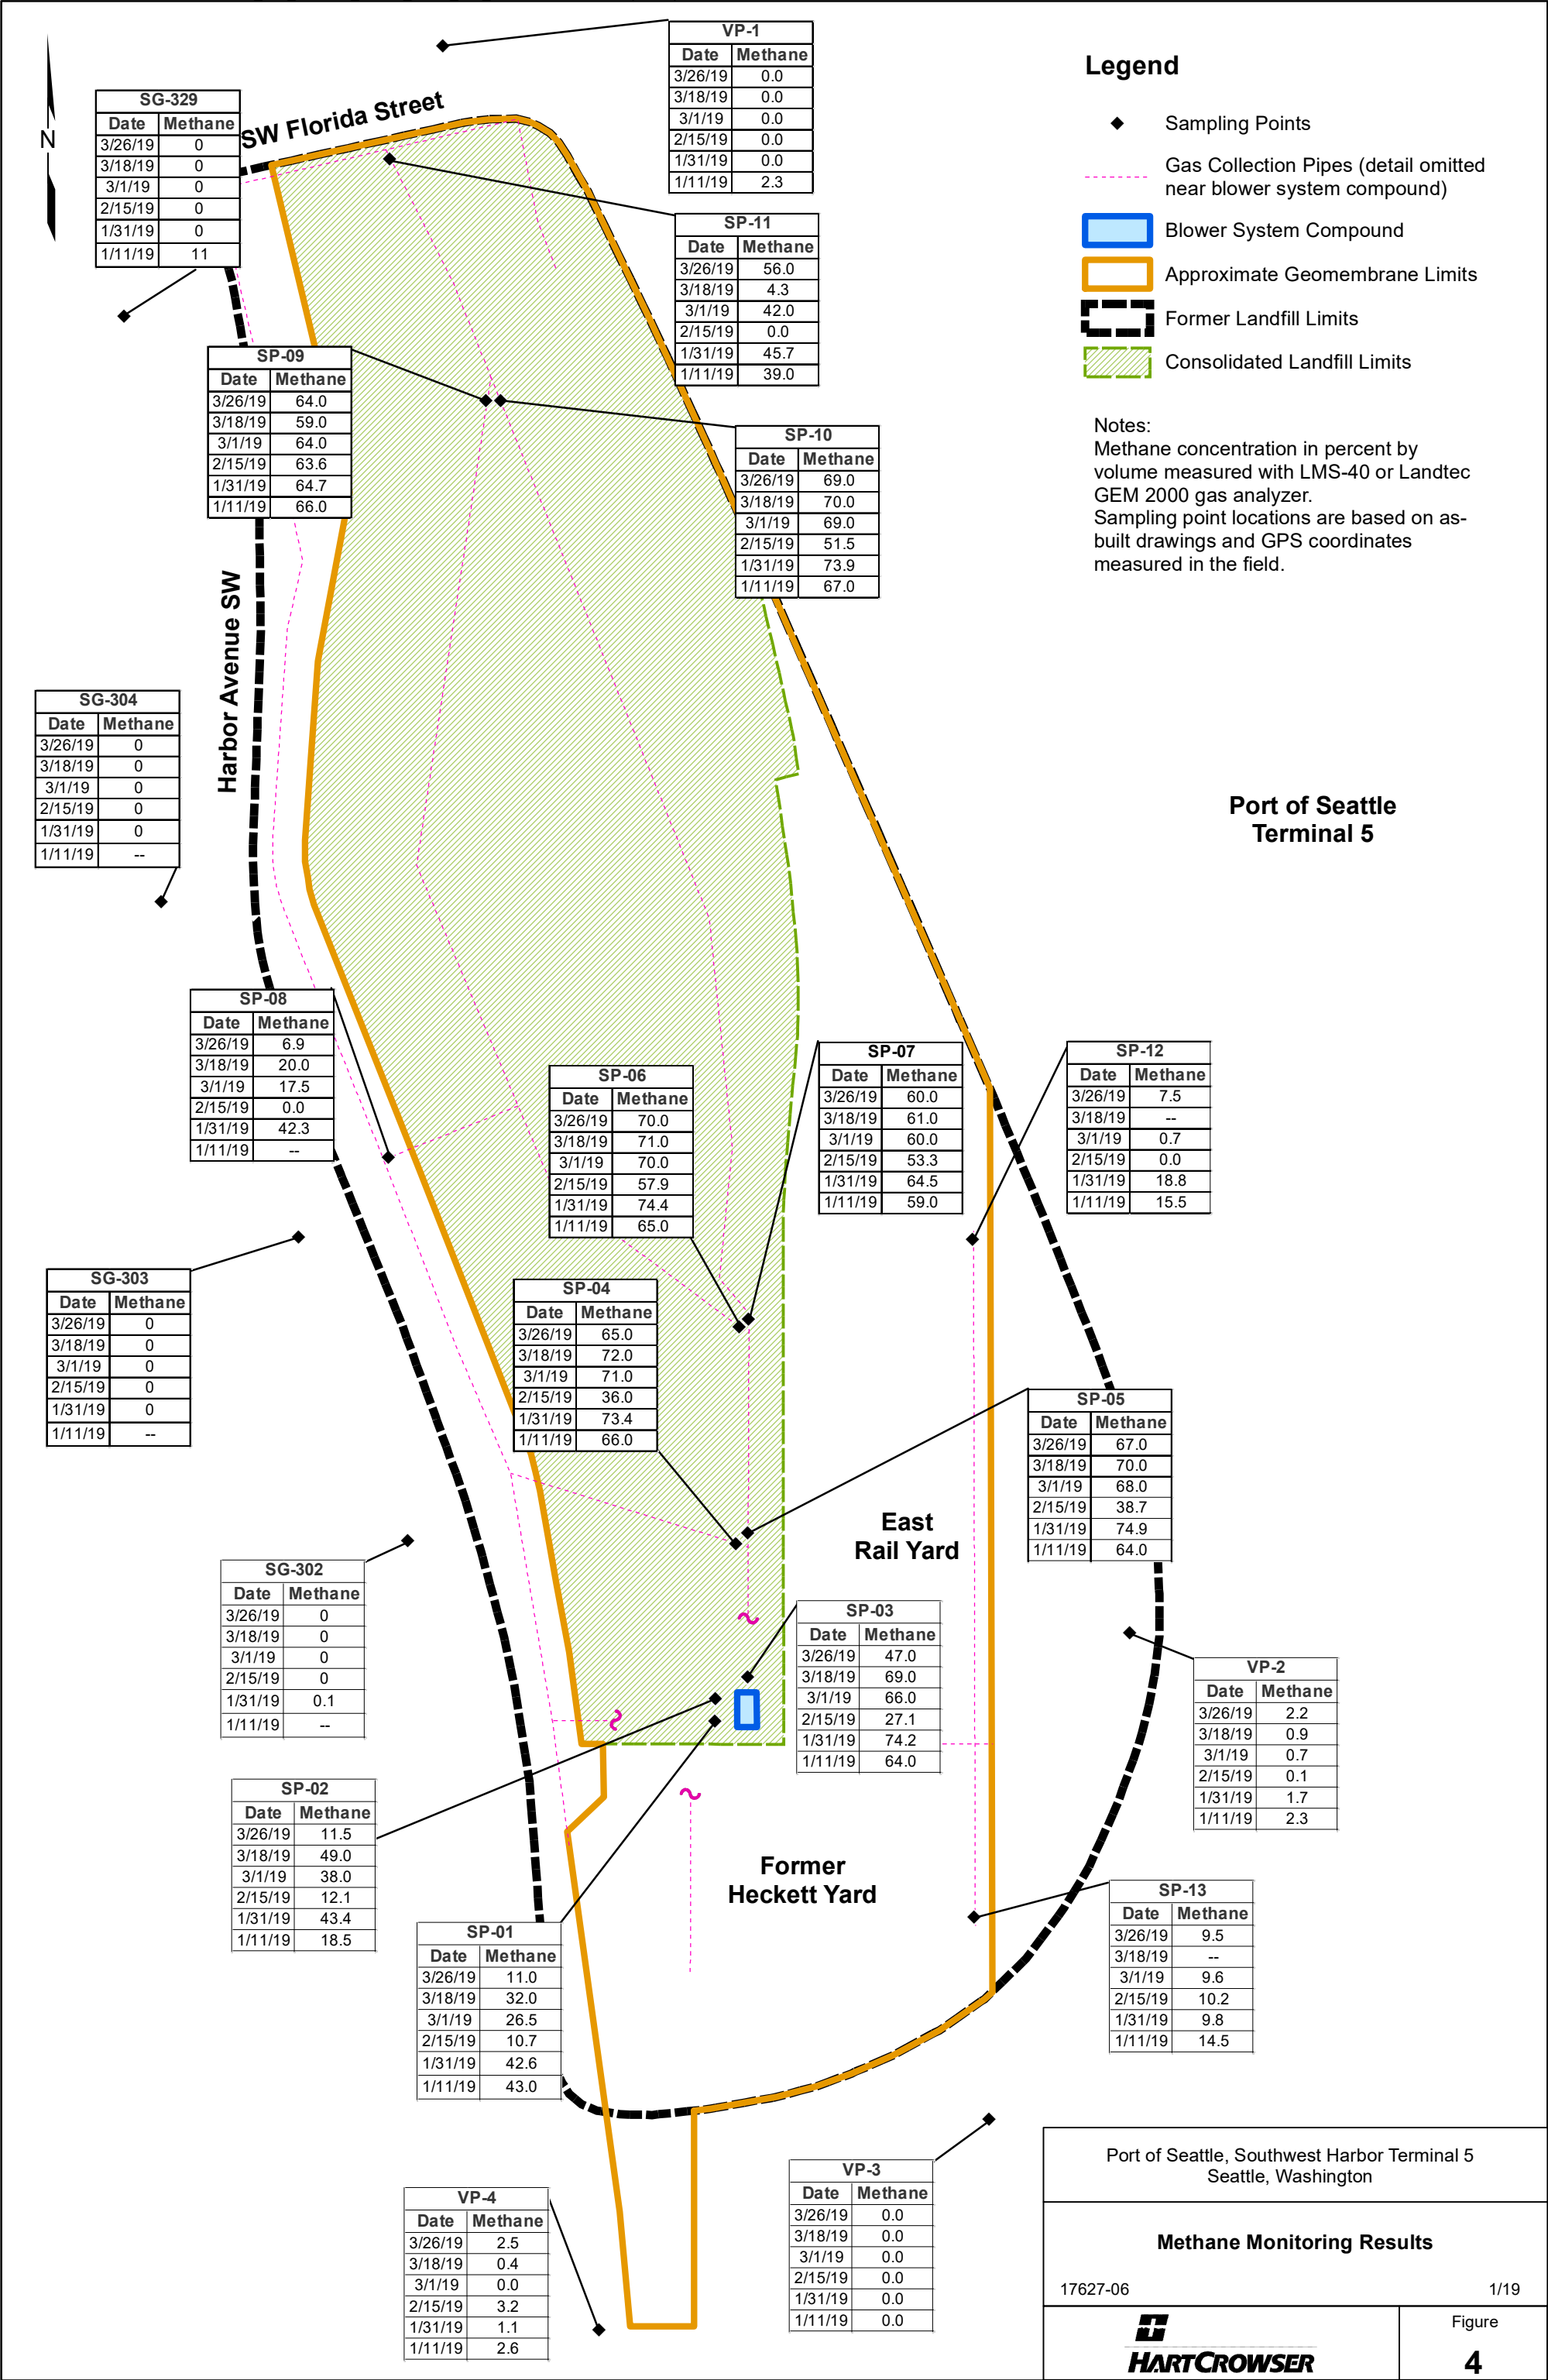 VP-1
Date Methane
3/26/19 0.0
3/18/19 0.0
3/1/19 0.0
2/15/19 0.0
1/31/19 0.0
1/11/19 2.3
Legend
Sampling Points
Gas Collection Pipes (detail omitted
near blower system compound)
Blower System Compound
Approximate Geomembrane Limits
Former Landfill Limits
Consolidated Landfill Limits
Notes:
Methane concentration in percent by
volume measured with LMS-40 or Landtec
GEM 2000 gas analyzer.
Sampling point locations are based on as-
built drawings and GPS coordinates
measured in the field.
N
SG-329
Date Methane
3/26/19 0
3/18/19 0
3/1/19 0
2/15/19 0
1/31/19 0
1/11/19 11
SW Florida Street
SP-11
Date Methane
3/26/19 56.0
3/18/19 4.3
3/1/19 42.0
2/15/19 0.0
1/31/19 45.7
1/11/19 39.0
SP-09
Date Methane
3/26/19 64.0
3/18/19 59.0
3/1/19 64.0
2/15/19 63.6
1/31/19 64.7
1/11/19 66.0
SP-10
Date Methane
3/26/19 69.0
3/18/19 70.0
3/1/19 69.0
2/15/19 51.5
1/31/19 73.9
1/11/19 67.0
Harbor Avenue SW
SG-304
Date Methane
3/26/19 0
3/18/19 0
3/1/19 0
2/15/19 0
1/31/19 0
1/11/19 --
Port of Seattle
Terminal 5
SP-08
Date Methane
3/26/19 6.9
3/18/19 20.0
3/1/19 17.5
2/15/19 0.0
1/31/19 42.3
1/11/19 --
SP-06
Date Methane
3/26/19 70.0
3/18/19 71.0
3/1/19 70.0
2/15/19 57.9
1/31/19 74.4
1/11/19 65.0
SP-07
Date Methane
3/26/19 60.0
3/18/19 61.0
3/1/19 60.0
2/15/19 53.3
1/31/19 64.5
1/11/19 59.0
SP-12
Date Methane
3/26/19 7.5
3/18/19 --
3/1/19 0.7
2/15/19 0.0
1/31/19 18.8
1/11/19 15.5
SG-303
Date Methane
3/26/19 0
3/18/19 0
3/1/19 0
2/15/19 0
1/31/19 0
1/11/19 --
SP-04
Date Methane
3/26/19 65.0
3/18/19 72.0
3/1/19 71.0
2/15/19 36.0
1/31/19 73.4
1/11/19 66.0
SP-05
Date Methane
3/26/19 67.0
3/18/19 70.0
3/1/19 68.0
2/15/19 38.7
1/31/19 74.9
1/11/19 64.0
East
Rail Yard
SG-302
Date Methane
3/26/19 0
3/18/19 0
3/1/19 0
2/15/19 0
1/31/19 0.1
1/11/19 --
SP-03
Date Methane
3/26/19 47.0
3/18/19 69.0
3/1/19 66.0
2/15/19 27.1
1/31/19 74.2
1/11/19 64.0
VP-2
Date Methane
3/26/19 2.2
3/18/19 0.9
3/1/19 0.7
2/15/19 0.1
1/31/19 1.7
1/11/19 2.3
SP-02
Date Methane
3/26/19 11.5
3/18/19 49.0
3/1/19 38.0
2/15/19 12.1
1/31/19 43.4
1/11/19 18.5
Former
Heckett Yard
SP-13
Date Methane
3/26/19 9.5
3/18/19 --
3/1/19 9.6
2/15/19 10.2
1/31/19 9.8
1/11/19 14.5
SP-01
Date Methane
3/26/19 11.0
3/18/19 32.0
3/1/19 26.5
2/15/19 10.7
1/31/19 42.6
1/11/19 43.0
VP-3
Date Methane
3/26/19 0.0
3/18/19 0.0
3/1/19 0.0
2/15/19 0.0
1/31/19 0.0
1/11/19 0.0
VP-4
Date Methane
3/26/19 2.5
3/18/19 0.4
3/1/19 0.0
2/15/19 3.2
1/31/19 1.1
1/11/19 2.6
Port of Seattle, Southwest Harbor Terminal 5
Seattle, Washington
Methane Monitoring Results
17627-06 1/19
HARTCROWSER
Figure
4